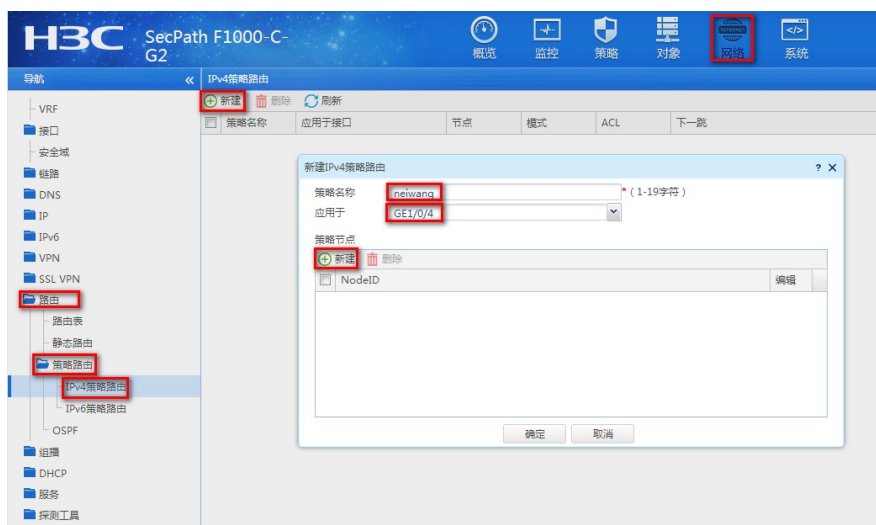 H3C SecPath F1000-C-G2
概览 监控 策略 对象 网络 系统
导航 « IPv4策略路由
新建 删除 刷新
策略名称 应用于接口 节点 模式 ACL 下一跳
VRF
接口
安全域
链路
DNS
IP
IPv6
VPN
SSL VPN
路由
路由表
静态路由
策略路由
IPv4策略路由
IPv6策略路由
OSPF
组播
DHCP
服务
探测工具
新建IPv4策略路由 ? X
策略名称 neiwang * (1-19字符)
应用于 GE1/0/4
策略节点
新建 删除
NodeID 编辑
确定 取消